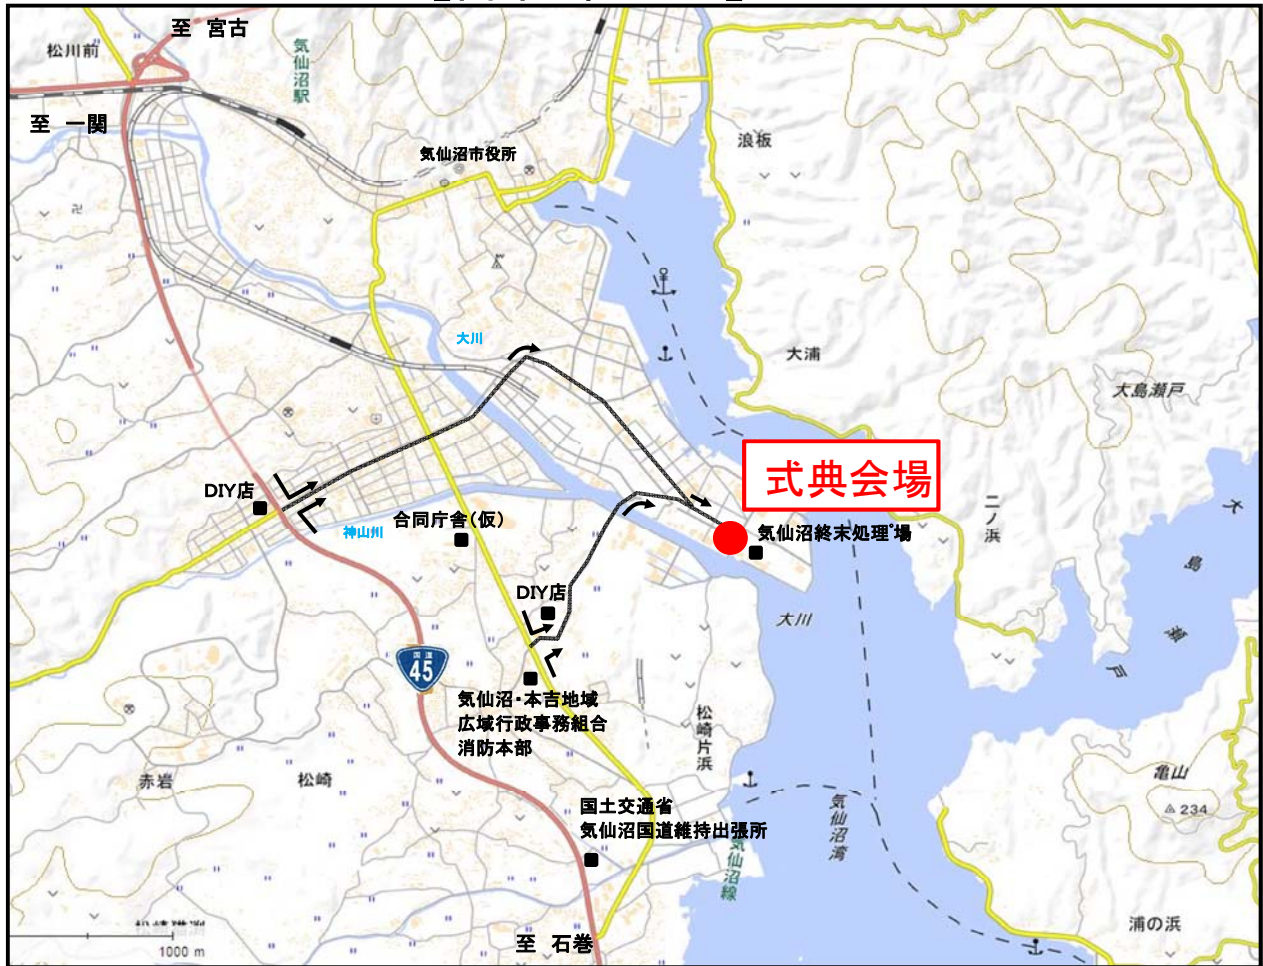 至 宮古
松川前
気仙沼駅
至 一関
気仙沼市役所
浪板
大川
大浦
大島瀬戸
式典会場
DIY店
合同庁舎(仮)
神山川
気仙沼終末処理場
二ノ浜
大島瀬戸
DIY店
大川
国道
45
気仙沼・本吉地域
広域行政事務組合
消防本部
松崎片浜
赤岩
松崎
亀山
234
国土交通省
気仙沼国道維持出張所
気仙沼湾
気仙沼線
浦の浜
至 石巻
1000 m